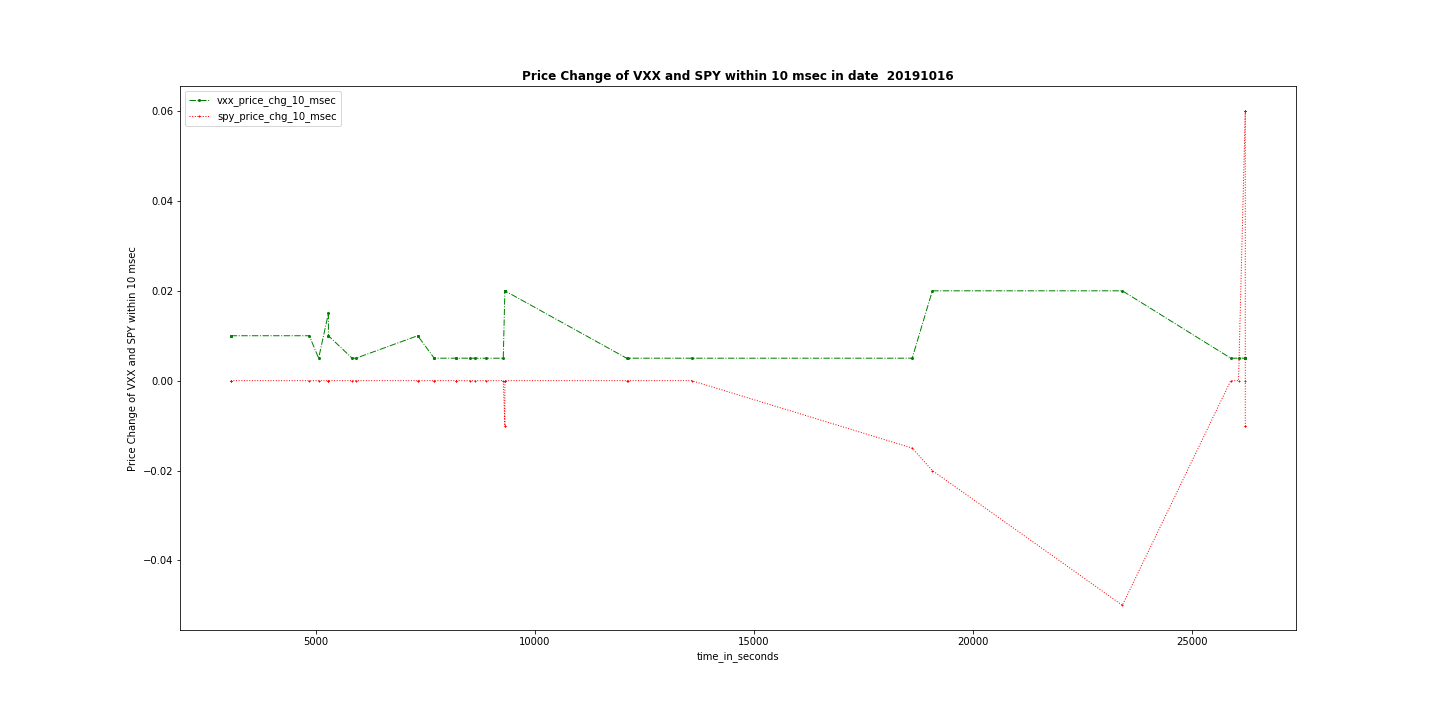 Price Change of VXX and SPY within 10 msec in date  20191016
vxx_price_chg_10_msec
spy_price_chg_10_msec
0.06
0.04
0.02
0.00
−0.02
−0.04
Price Change of VXX and SPY within 10 msec
5000
10000
15000
20000
25000
time_in_seconds